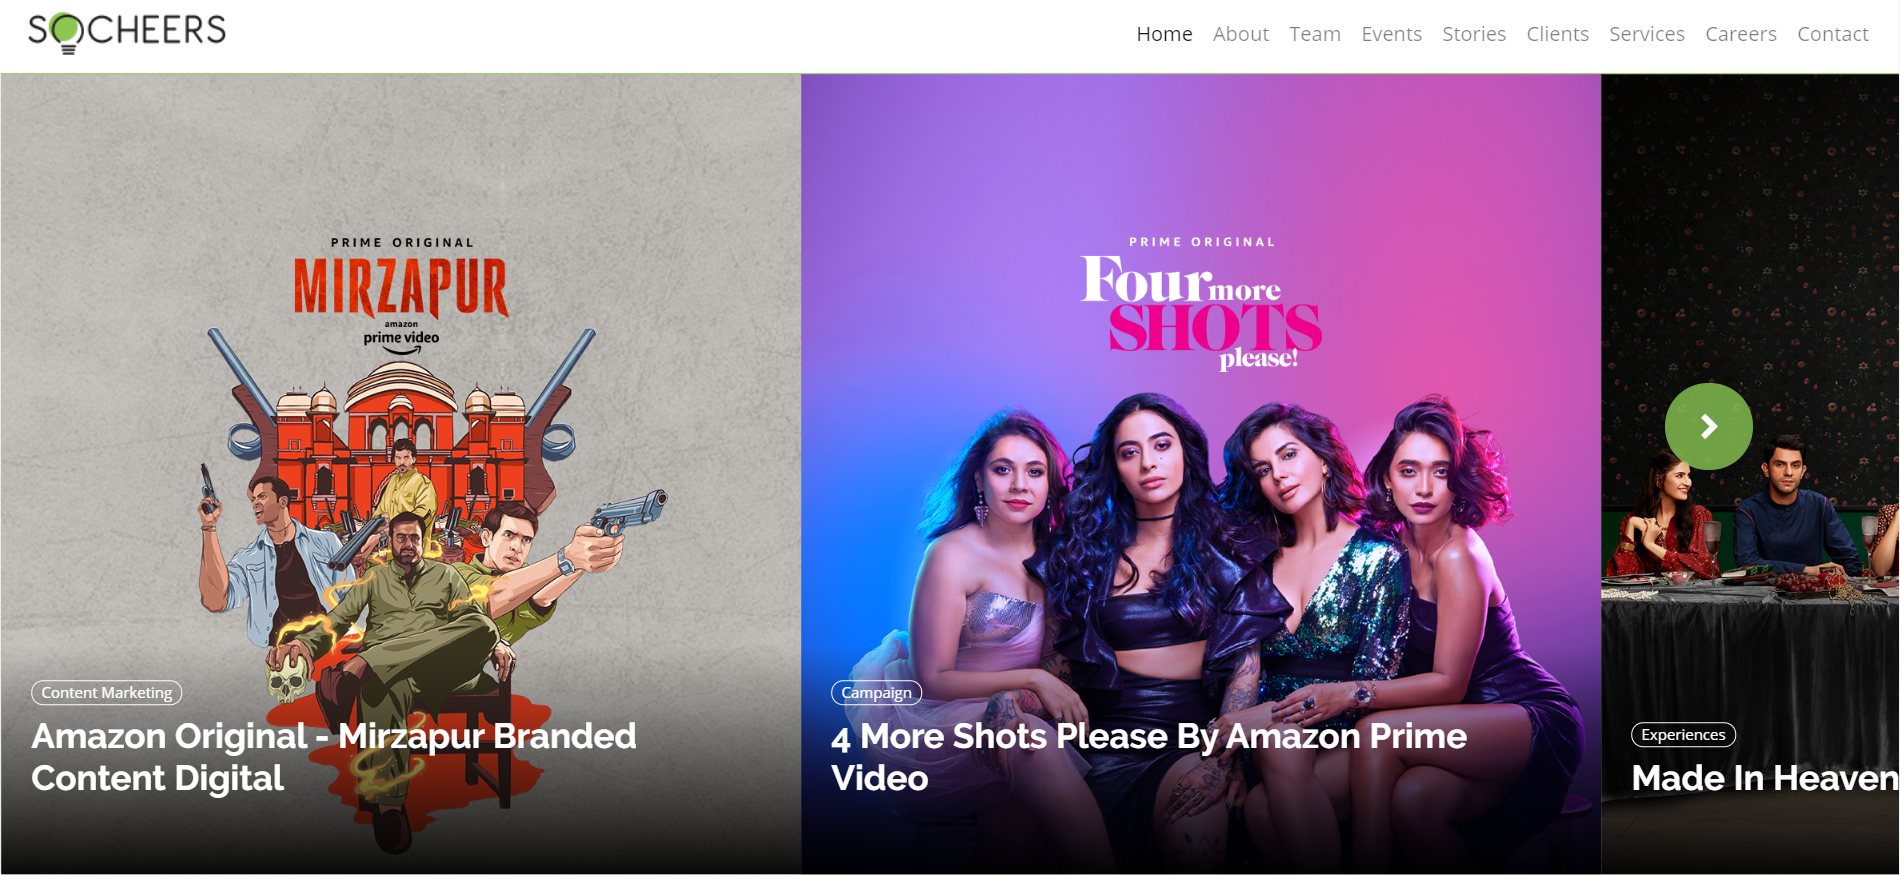 SOCHEERS
Home About Team Events Stories Clients Services Careers Contact
PRIME ORIGINAL
MIRZAPUR
amazon
prime video
Content Marketing
Amazon Original - Mirzapur Branded
Content Digital
PRIME ORIGINAL
Four more
SHOTS
please!
Campaign
4 More Shots Please By Amazon Prime
Video
Experiences
Made In Heaven